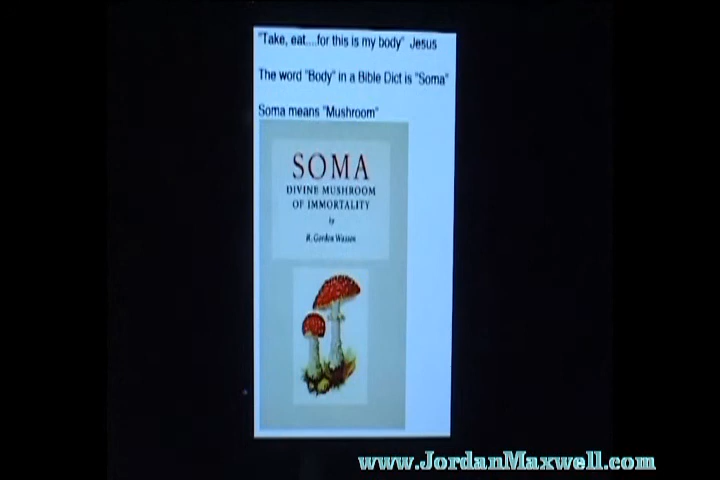 "Take, eat....for this is my body" Jesus
The word "Body" in a Bible Dict is "Soma"
Soma means "Mushroom"
SOMA
DIVINE MUSHROOM
OF IMMORTALITY
by
R. Gordon Wasson
www.JordanMaxwell.com